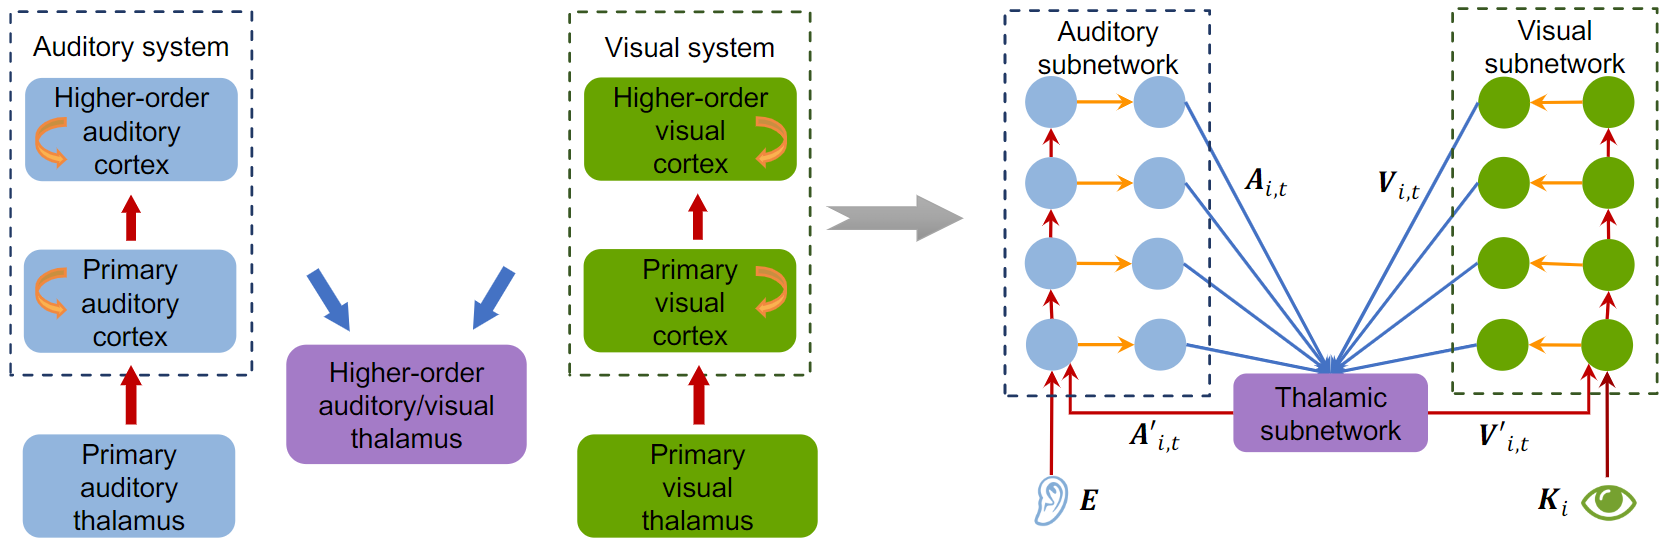 Auditory system
Higher-order
auditory
cortex
Primary
auditory
cortex
Primary
auditory
thalamus
Higher-order
auditory/visual
thalamus
Visual system
Higher-order
visual
cortex
Primary
visual
cortex
Primary
visual
thalamus
Auditory
subnetwork
A_{i,t}
V_{i,t}
Visual
subnetwork
Thalamic
subnetwork
A'_{i,t}
V'_{i,t}
E
K_i